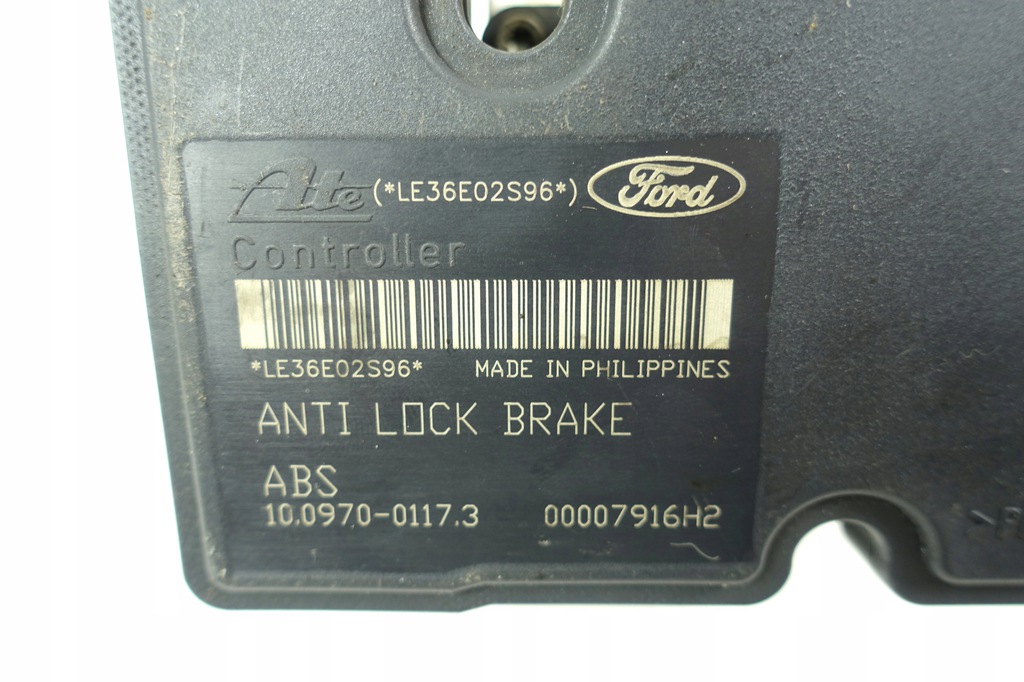 Ate (*LE36E02S96*) Ford
Controller
*LE36E02S96* MADE IN PHILIPPINES
ANTI LOCK BRAKE
ABS
10.0970-0117.3 00007916H2